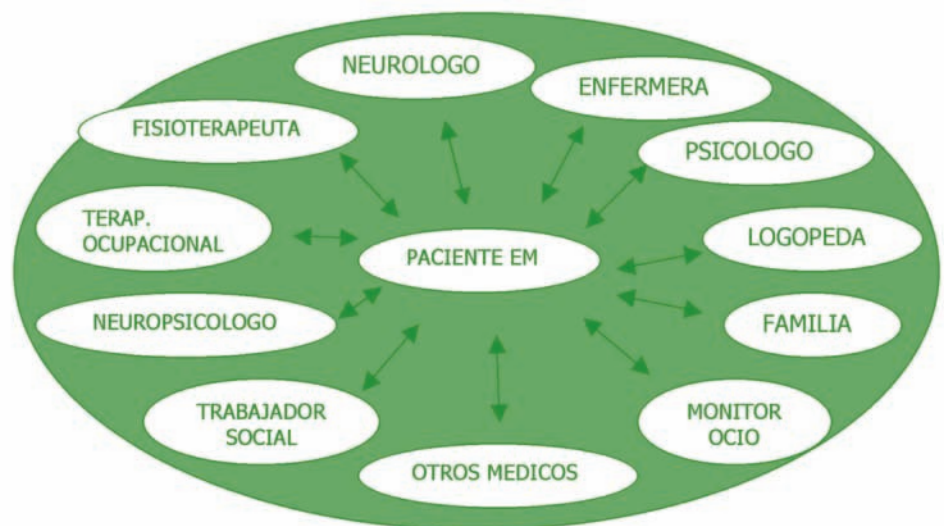 NEUROLOGO
ENFERMERA
FISIOTERAPEUTA
PSICOLOGO
TERAP.
OCUPACIONAL
LOGOPEDA
PACIENTE EM
NEUROPSICOLOGO
FAMILIA
TRABAJADOR
SOCIAL
MONITOR
OCIO
OTROS MEDICOS